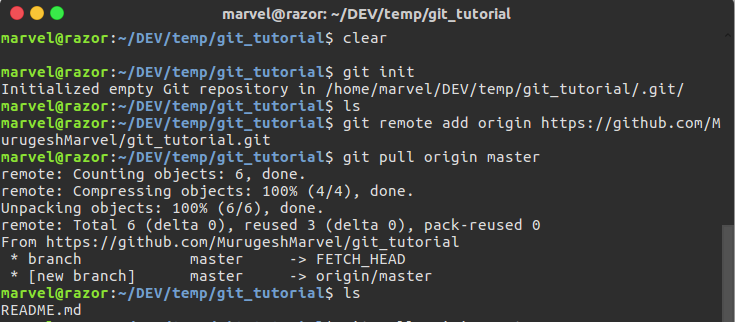 marvel@razor: ~/DEV/temp/git_tutorial
marvel@razor:~/DEV/temp/git_tutorial$ clear
marvel@razor:~/DEV/temp/git_tutorial$ git init
Initialized empty Git repository in /home/marvel/DEV/temp/git_tutorial/.git/
marvel@razor:~/DEV/temp/git_tutorial$ ls
marvel@razor:~/DEV/temp/git_tutorial$ git remote add origin https://github.com/M
urugeshMarvel/git_tutorial.git
marvel@razor:~/DEV/temp/git_tutorial$ git pull origin master
remote: Counting objects: 6, done.
remote: Compressing objects: 100% (4/4), done.
Unpacking objects: 100% (6/6), done.
remote: Total 6 (delta 0), reused 3 (delta 0), pack-reused 0
From https://github.com/MurugeshMarvel/git_tutorial
 * branch            master     -> FETCH_HEAD
 * [new branch]      master     -> origin/master
marvel@razor:~/DEV/temp/git_tutorial$ ls
README.md